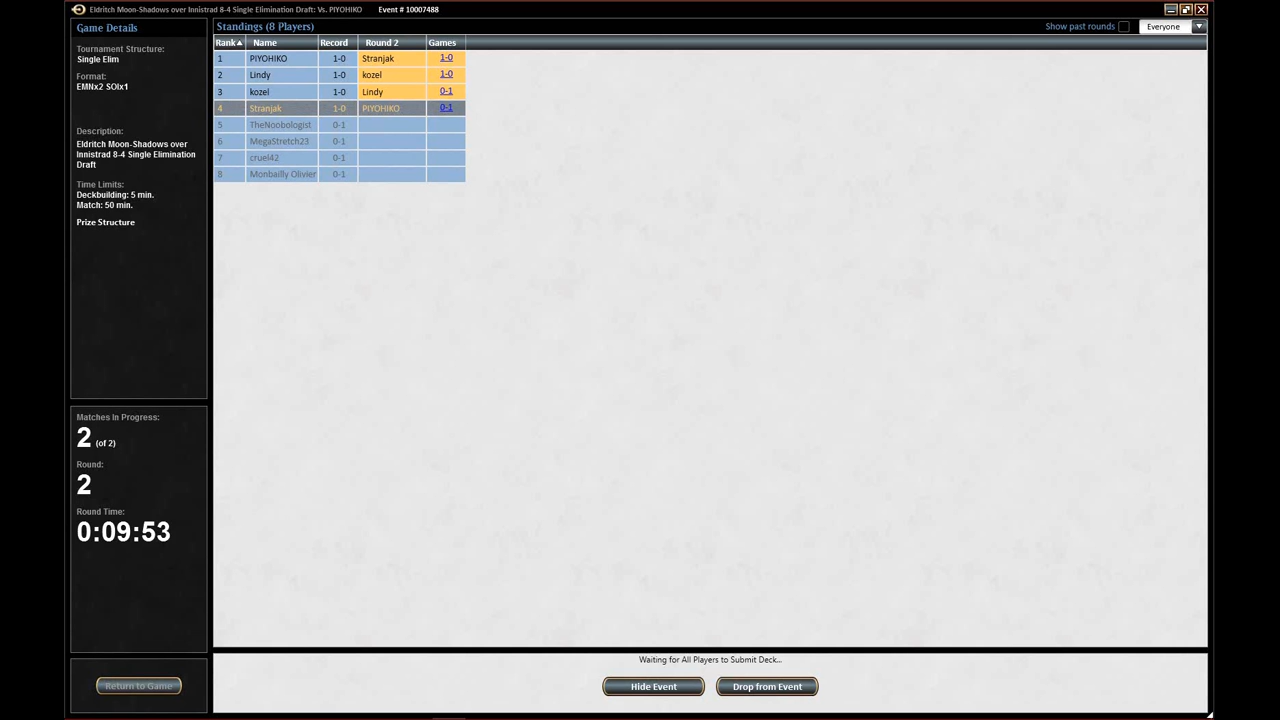 Eldritch Moon-Shadows over Innistrad 8-4 Single Elimination Draft: Vs. PIYOHIKO Event # 10007488
Game Details
Tournament Structure:
Single Elim
Format:
EMNx2 SOIx1
Description:
Eldritch Moon-Shadows over
Innistrad 8-4 Single Elimination
Draft
Time Limits:
Deckbuilding: 5 min.
Match: 50 min.
Prize Structure
Matches In Progress:
2 (of 2)
Round:
2
Round Time:
0:09:53
Return to Game
Standings (8 Players) Show past rounds Everyone
Rank Name Record Round 2 Games
1 PIYOHIKO 1-0 Stranjak 1-0
2 Lindy 1-0 kozel 1-0
3 kozel 1-0 Lindy 0-1
4 Stranjak 1-0 PIYOHIKO 0-1
5 TheNoobologist 0-1
6 MegaStretch23 0-1
7 cruel42 0-1
8 Monbailly Olivier 0-1
Waiting for All Players to Submit Deck...
Hide Event Drop from Event